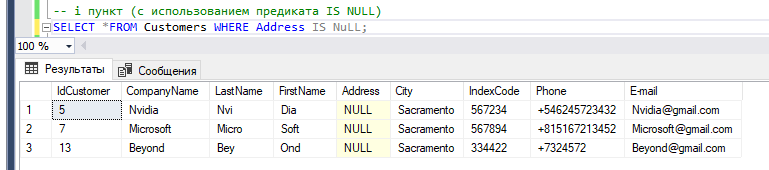 -- i пункт (с использованием предиката IS NULL)
SELECT *FROM Customers WHERE Address IS NuLL;
100 %
Результаты Сообщения
IdCustomer CompanyName LastName FirstName Address City IndexCode Phone E-mail
1 5 Nvidia Nvi Dia NULL Sacramento 567234 +546245723432 Nvidia@gmail.com
2 7 Microsoft Micro Soft NULL Sacramento 567894 +815167213452 Microsoft@gmail.com
3 13 Beyond Bey Ond NULL Sacramento 334422 +7324572 Beyond@gmail.com